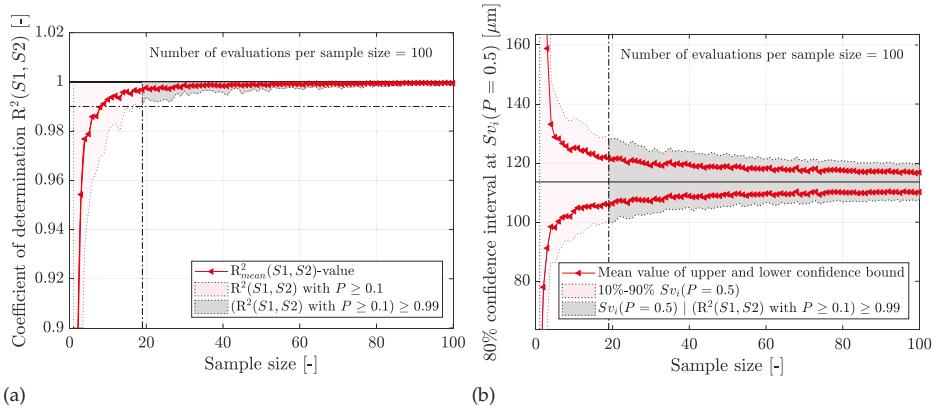 Coefficient of determination R²(S1, S2) [-]
Number of evaluations per sample size = 100
1.02
1
0.98
0.96
0.94
0.92
0.9
R²mean(S1, S2)-value
R²(S1, S2) with P ≥ 0.1
(R²(S1, S2) with P ≥ 0.1) ≥ 0.99
0 20 40 60 80 100
Sample size [-]
(a)
80% confidence interval at Svi(P = 0.5) [μm]
Number of evaluations per sample size = 100
160
140
120
100
80
Mean value of upper and lower confidence bound
10%-90% Svi(P = 0.5)
Svi(P = 0.5) | (R²(S1, S2) with P ≥ 0.1) ≥ 0.99
0 20 40 60 80 100
Sample size [-]
(b)